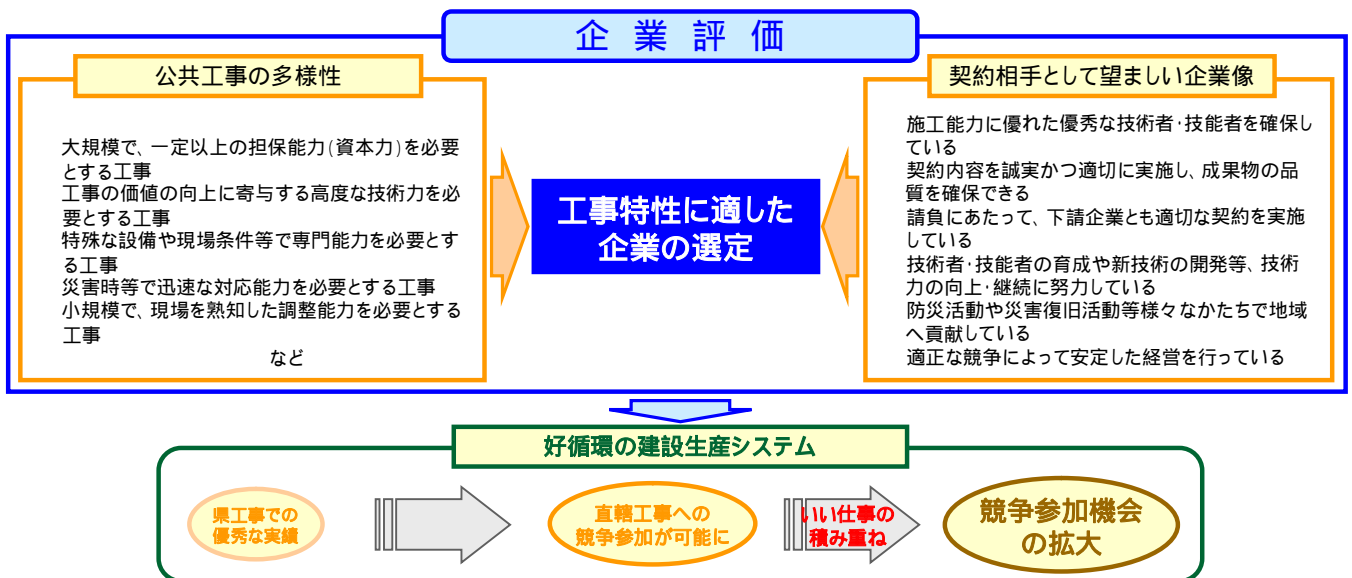 企業評価
公共工事の多様性
大規模で、一定以上の担保能力(資本力)を必要
とする工事
工事の価値の向上に寄与する高度な技術力を必
要とする工事
特殊な設備や現場条件等で専門能力を必要とす
る工事
災害時等で迅速な対応能力を必要とする工事
小規模で、現場を熟知した調整能力を必要とする
工事
など
工事特性に適した
企業の選定
契約相手として望ましい企業像
施工能力に優れた優秀な技術者・技能者を確保し
ている
契約内容を誠実かつ適切に実施し、成果物の品
質を確保できる
請負にあたって、下請企業とも適切な契約を実施
している
技術者・技能者の育成や新技術の開発等、技術
力の向上・継続に努力している
防災活動や災害復旧活動等様々なかたちで地域
へ貢献している
適正な競争によって安定した経営を行っている
好循環の建設生産システム
県工事での
優秀な実績
直轄工事への
競争参加が可能に
いい仕事の
積み重ね
競争参加機会
の拡大